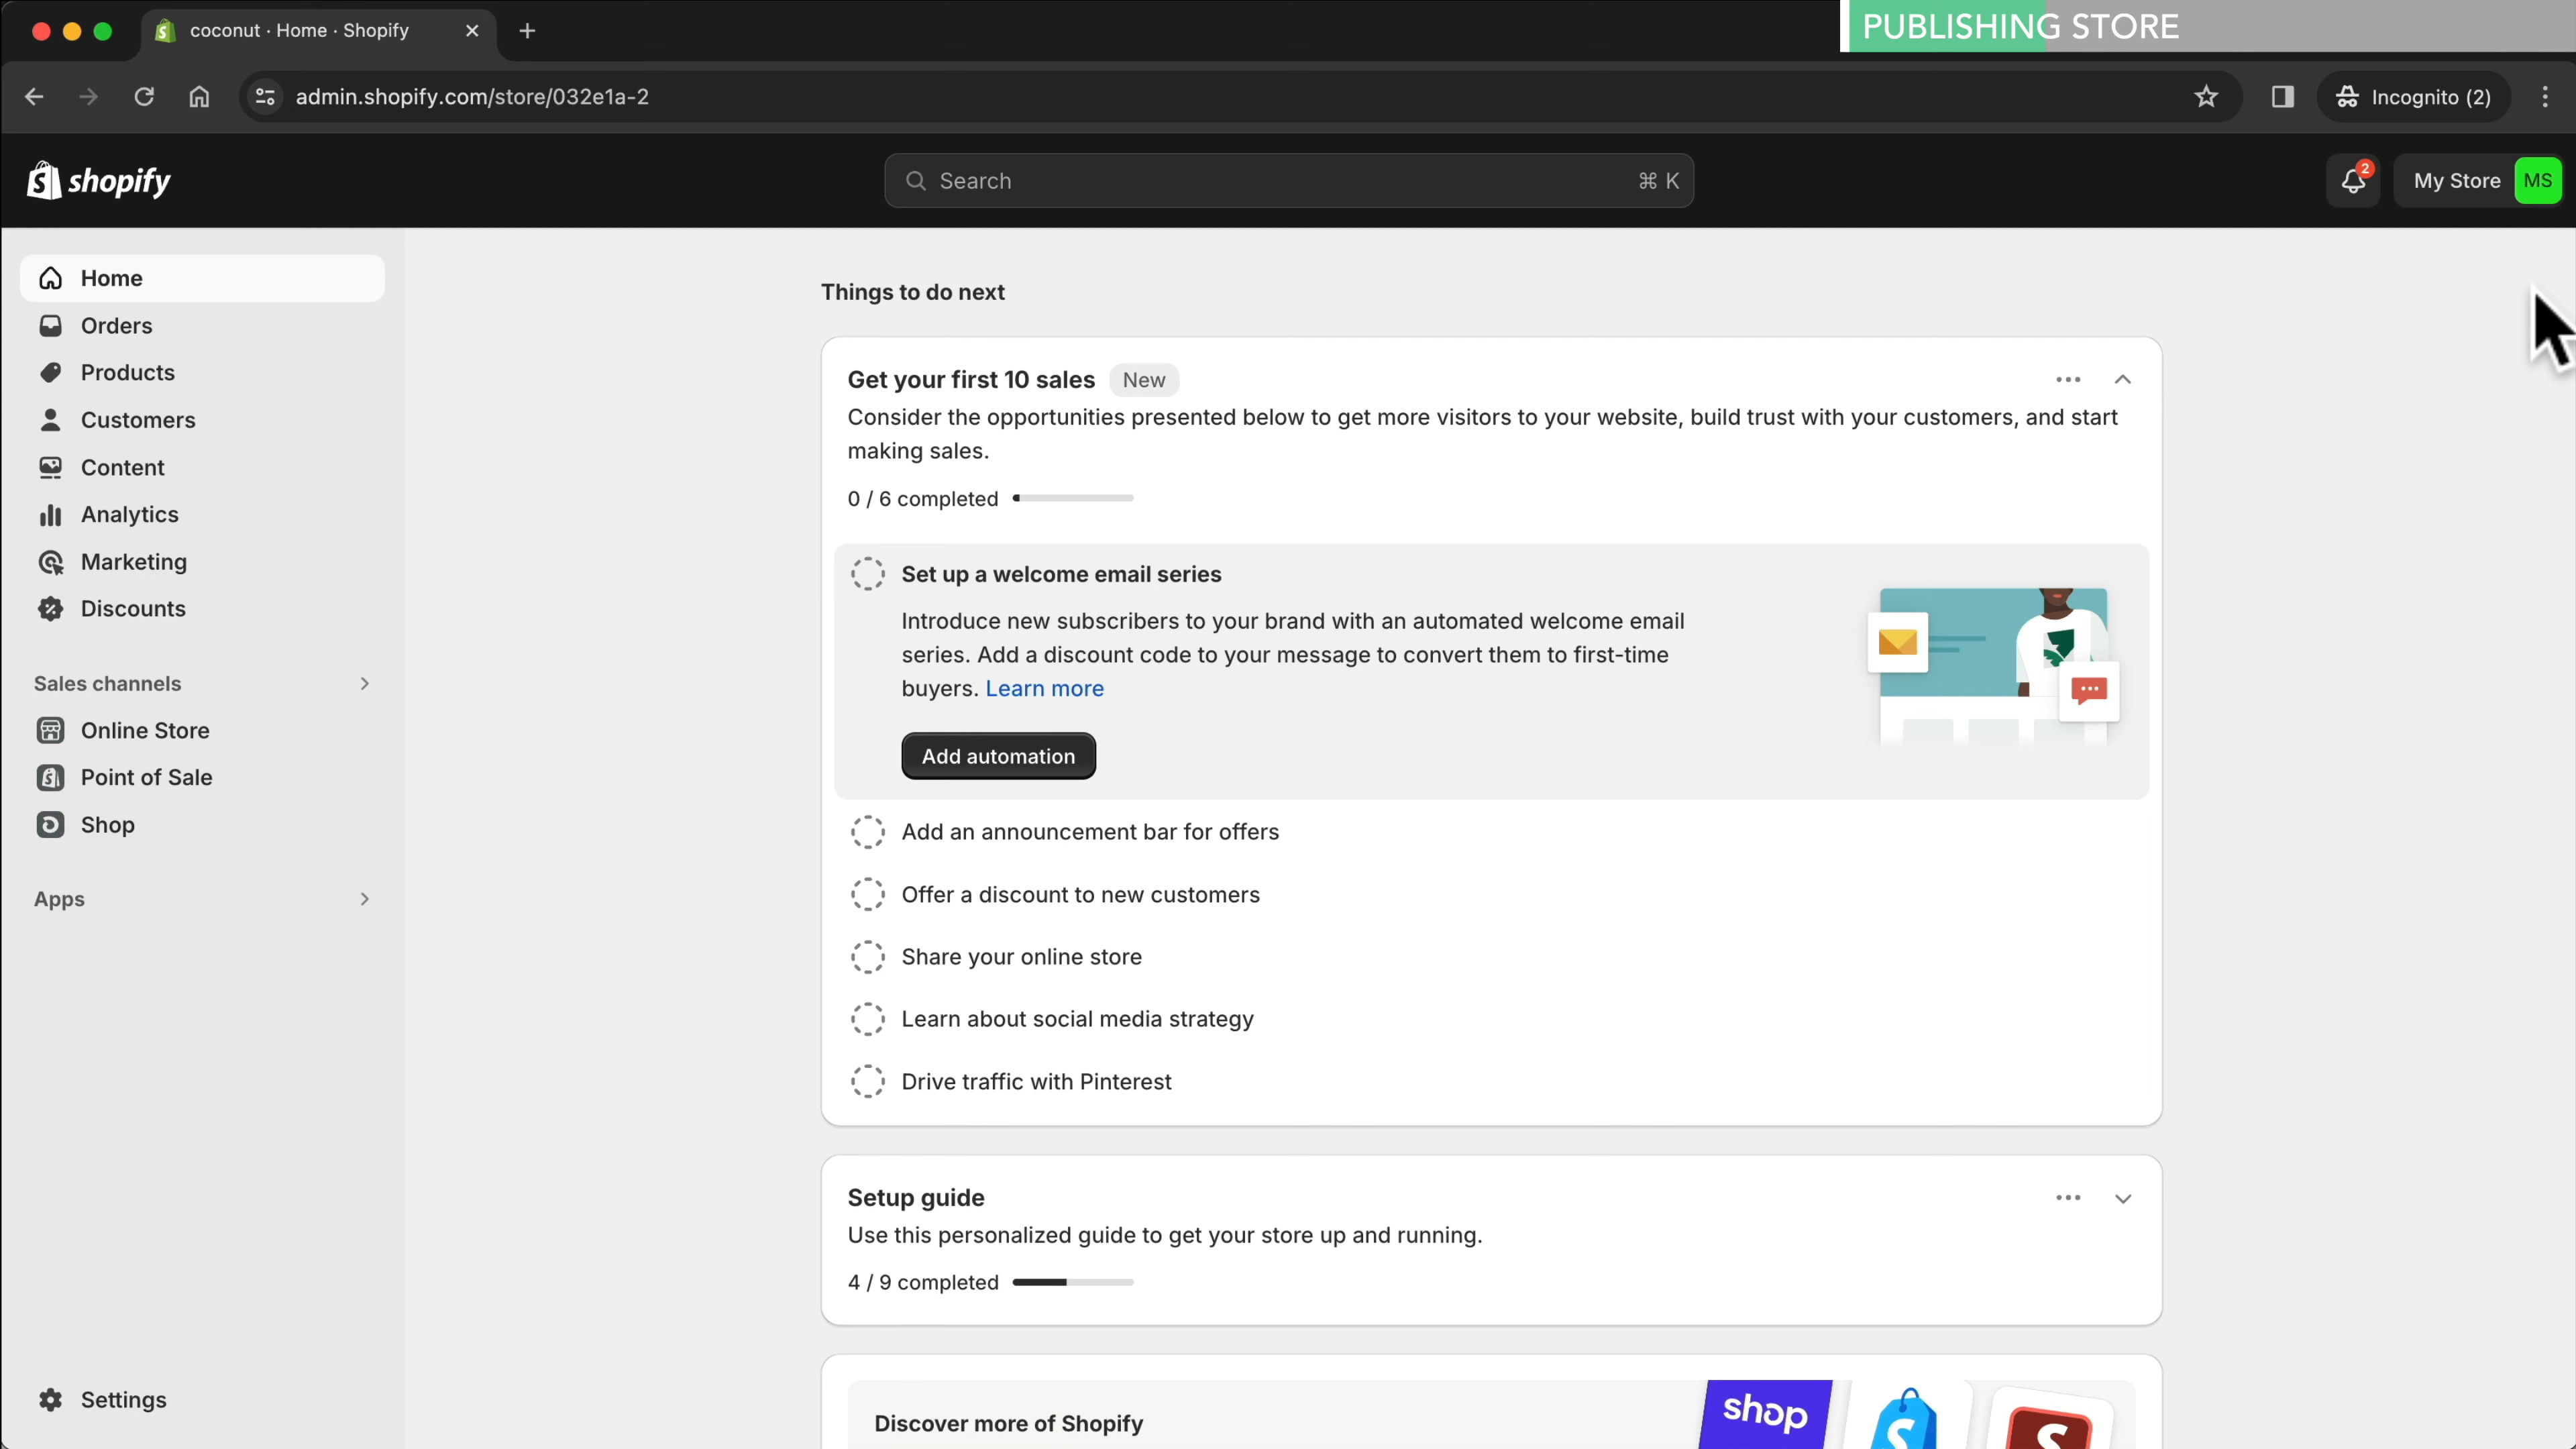 coconut · Home · Shopify
PUBLISHING STORE
admin.shopify.com/store/032e1a-2
Incognito (2)
shopify
Search
⌘ K
2
My Store
MS
Home
Orders
Products
Customers
Content
Analytics
Marketing
Discounts
Sales channels
Online Store
Point of Sale
Shop
Apps
Settings
Things to do next
Get your first 10 sales
New
Consider the opportunities presented below to get more visitors to your website, build trust with your customers, and start
making sales.
0 / 6 completed
Set up a welcome email series
Introduce new subscribers to your brand with an automated welcome email
series. Add a discount code to your message to convert them to first-time
buyers. Learn more
Add automation
Add an announcement bar for offers
Offer a discount to new customers
Share your online store
Learn about social media strategy
Drive traffic with Pinterest
Setup guide
Use this personalized guide to get your store up and running.
4 / 9 completed
Discover more of Shopify
shop